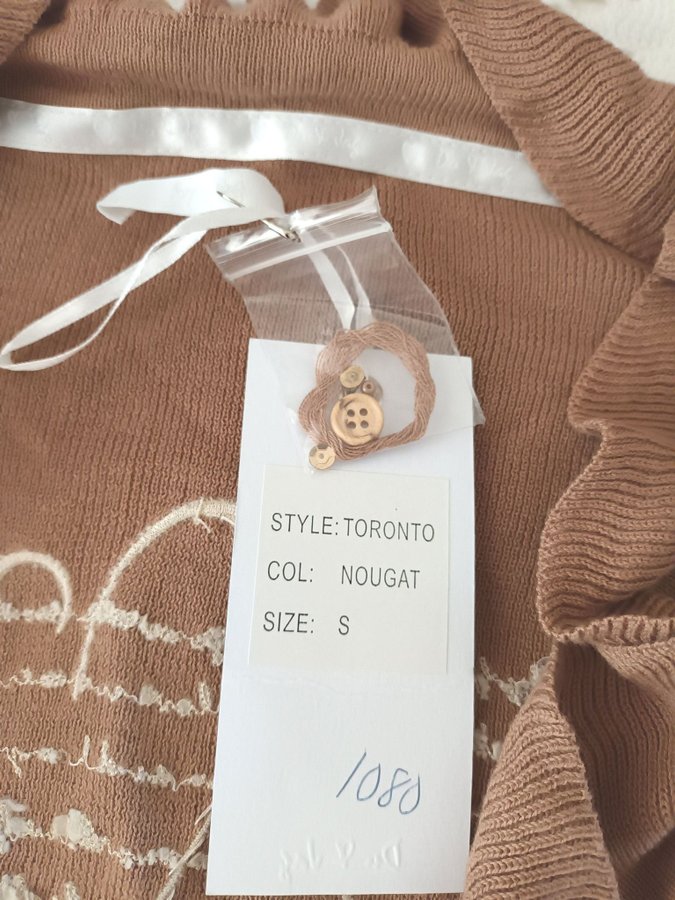 STYLE: TORONTO
COL: NOUGAT
SIZE: S
1080